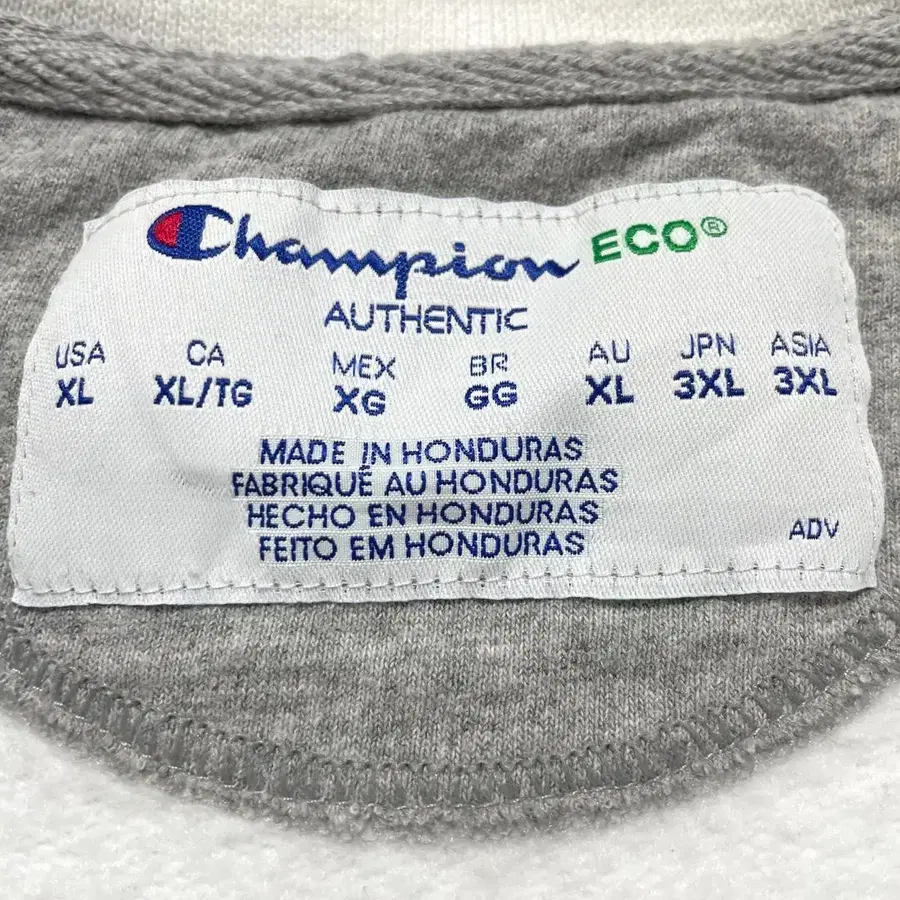 Champion ECO®
AUTHENTIC
USA CA MEX BR AU JPN ASIA
XL XL/TG XG GG XL 3XL 3XL
MADE IN HONDURAS
FABRIQUÉ AU HONDURAS
HECHO EN HONDURAS
FEITO EM HONDURAS
ADV